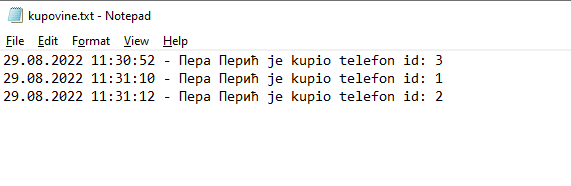 kupovine.txt - Notepad
File Edit Format View Help
29.08.2022 11:30:52 - Пера Перић je kupio telefon id: 3
29.08.2022 11:31:10 - Пера Перић je kupio telefon id: 1
29.08.2022 11:31:12 - Пера Перић je kupio telefon id: 2